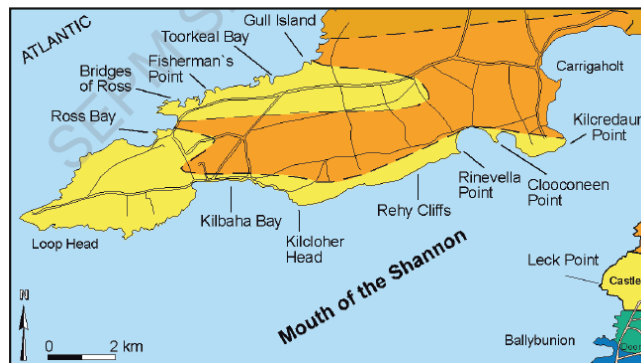 ATLANTIC
Gull Island
Toorkeal Bay
Fisherman`s
Point
Bridges
of Ross
Ross Bay
Carrigaholt
Kilcredaun
Point
Rinevella
Point
Clooconeen
Point
Kilbaha Bay
Rehy Cliffs
Loop Head
Kilcloher
Head
Mouth of the Shannon
Leck Point
Castle
Ballybunion
N
0 2 km
SEPM